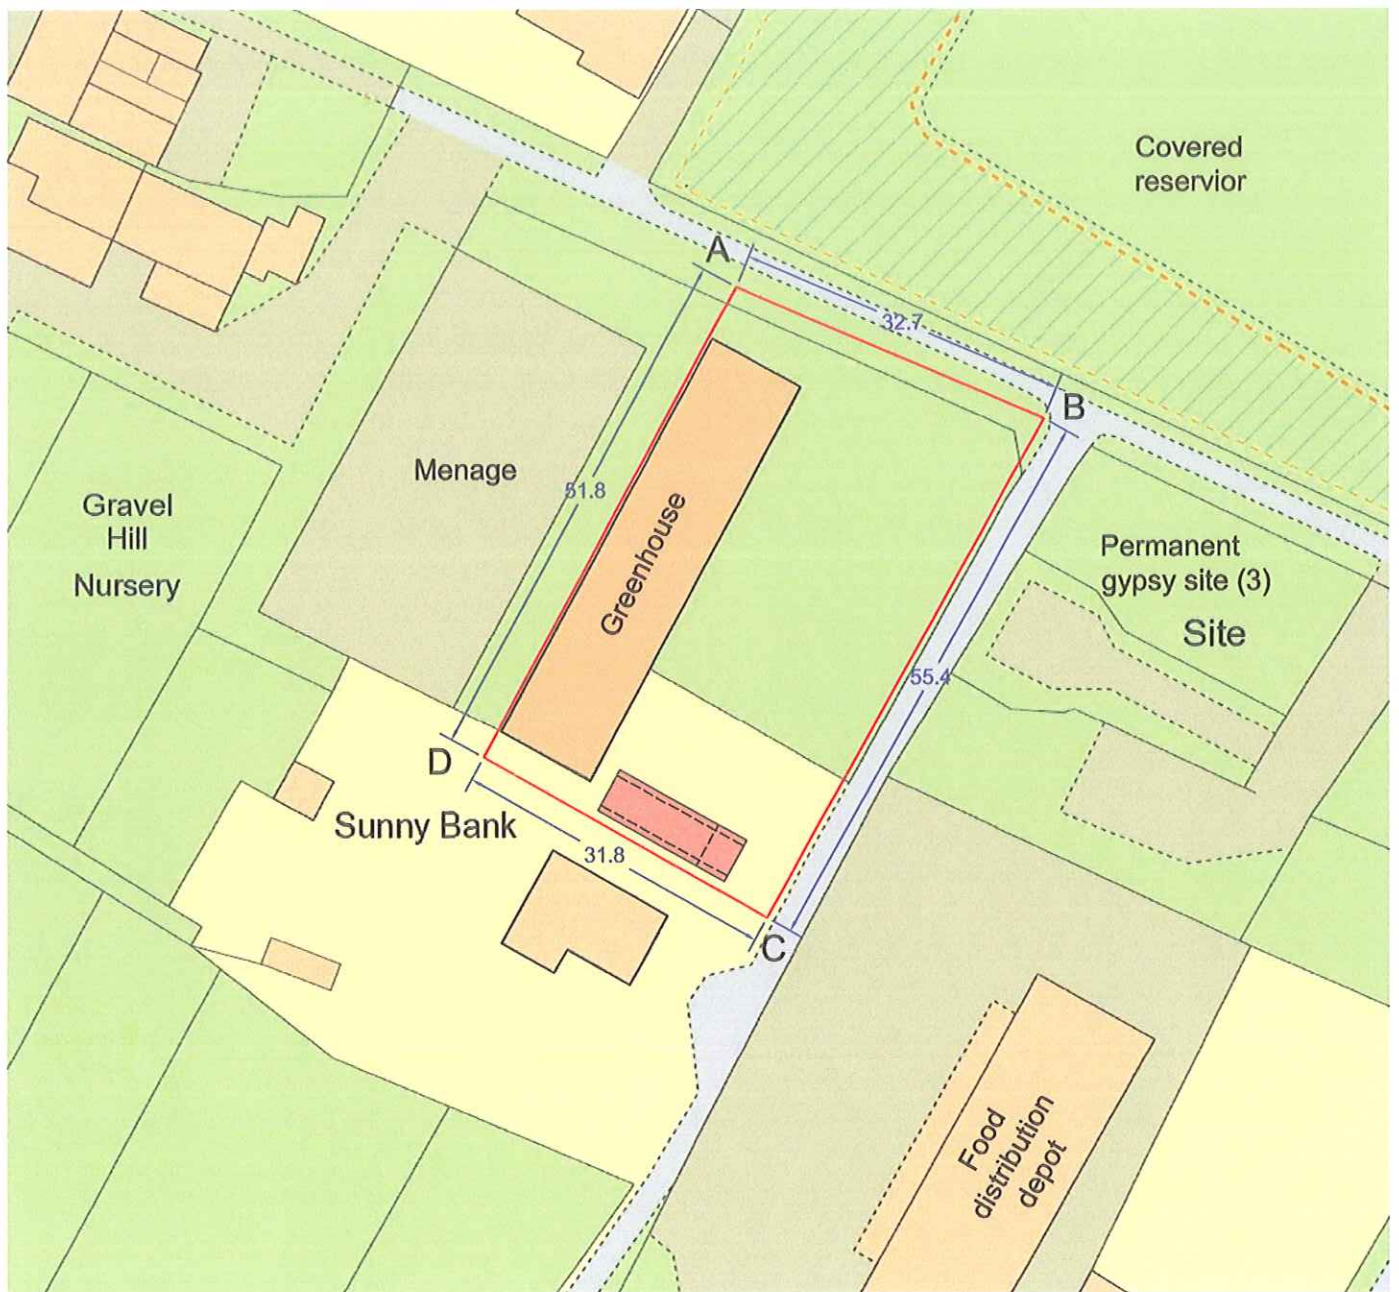 Covered
reservior
A
32.7
B
Menage
51.8
Gravel
Hill
Nursery
Greenhouse
Permanent
gypsy site (3)
Site
55.4
D
Sunny Bank
31.8
C
Food
distribution
depot